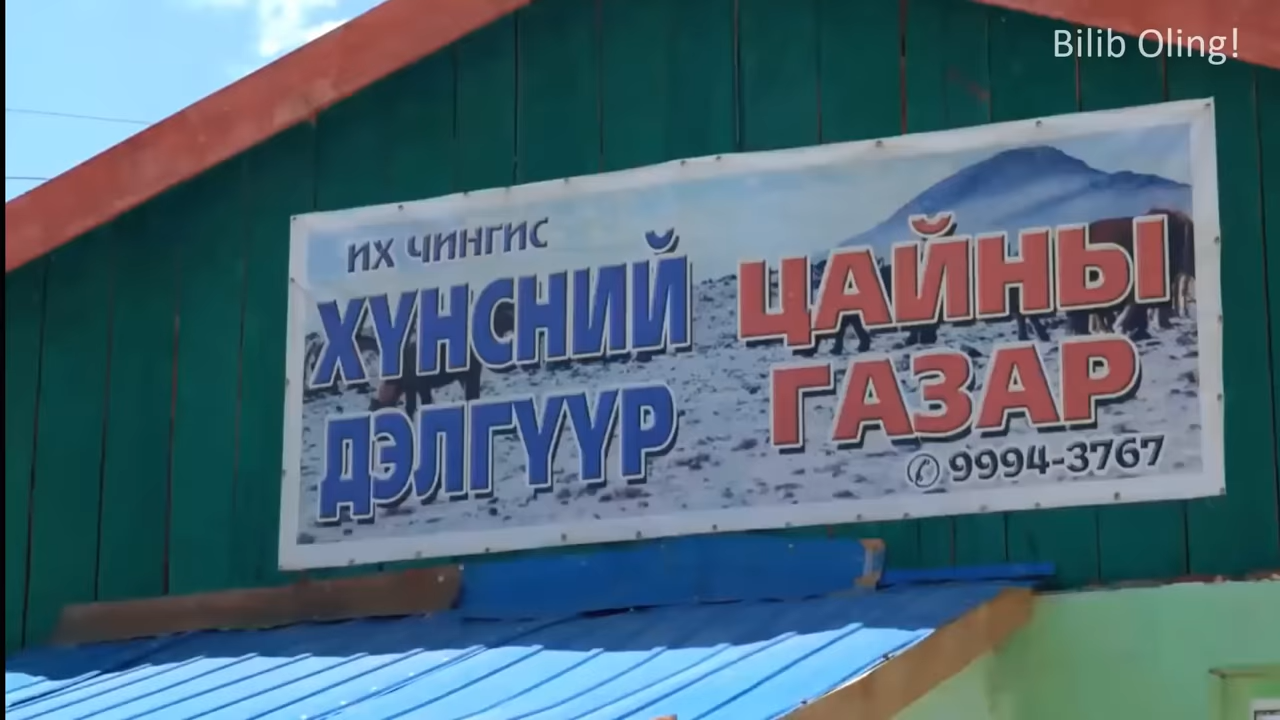 Bilib Oling!
ИХ ЧИНГИС
ХҮНСНИЙ
ДЭЛГҮҮР
ЦАЙНЫ
ГАЗАР
✆ 9994-3767